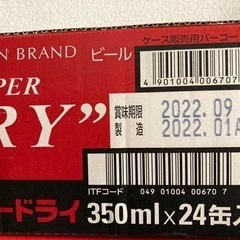 N BRAND ビール
ケース販売用バーコー
PER
RY”
4 901004 00670
賞味期限 2022.09
製造 2022.01A
ITFコード 049 01004 00670 7
ードライ 350ml×24缶入